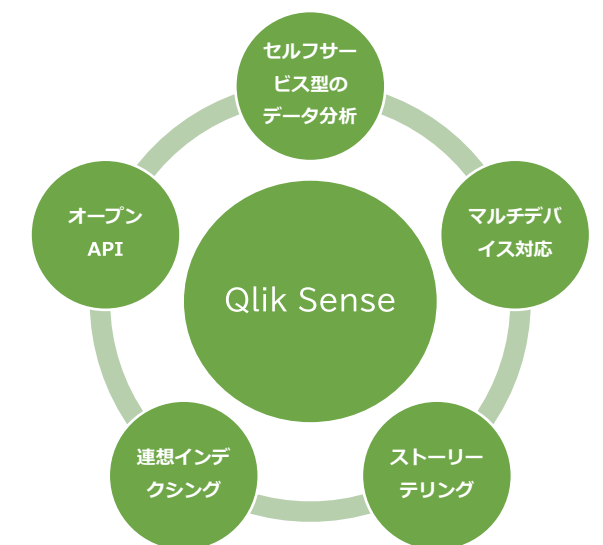 セルフサー
ビス型の
データ分析
マルチデバ
イス対応
ストーリー
テリング
連想インデ
クシング
オープン
API
Qlik Sense